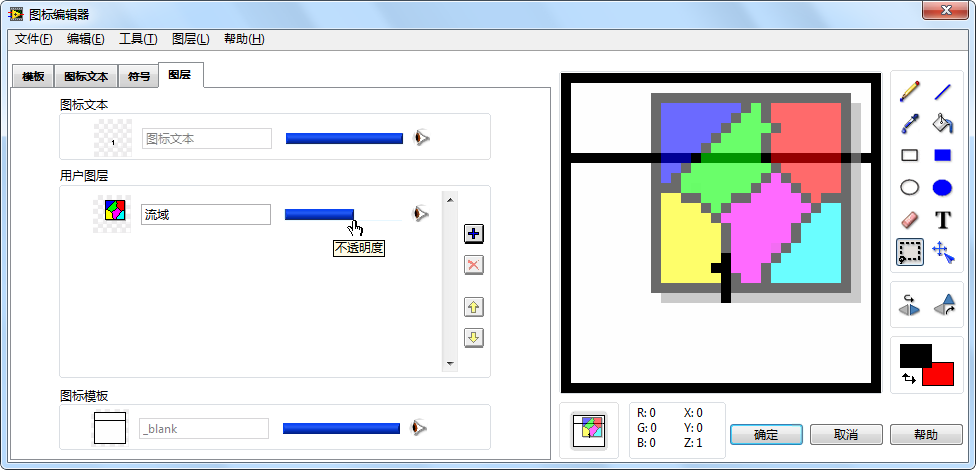 图标编辑器
文件(F) 编辑(E) 工具(T) 图层(L) 帮助(H)
模板 图标文本 符号 图层
图标文本
1 图标文本
用户图层
流域
不透明度
图标模板
_blank
T
R: 0 X: 0
G: 0 Y: 0
B: 0 Z: 1
确定 取消 帮助